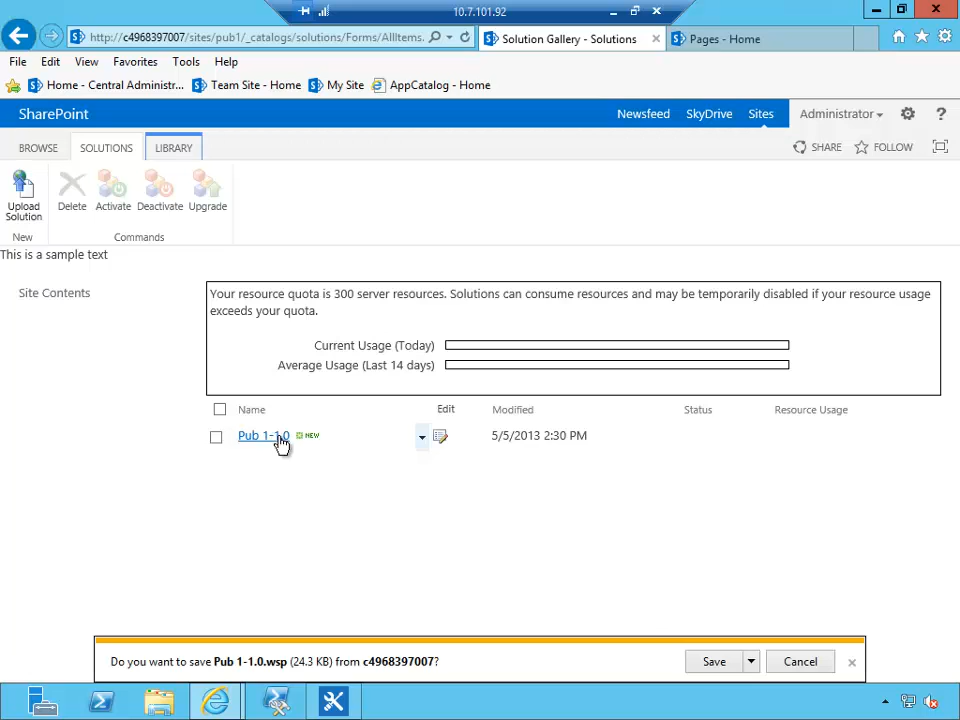 10.7.101.92
http://c4968397007/sites/pub1/_catalogs/solutions/Forms/AllItems.
Solution Gallery - Solutions
Pages - Home
File Edit View Favorites Tools Help
Home - Central Administr... Team Site - Home My Site AppCatalog - Home
SharePoint
Newsfeed SkyDrive Sites Administrator ?
BROWSE SOLUTIONS LIBRARY SHARE FOLLOW
Upload Solution Delete Activate Deactivate Upgrade
New Commands
This is a sample text
Site Contents
Your resource quota is 300 server resources. Solutions can consume resources and may be temporarily disabled if your resource usage
exceeds your quota.
Current Usage (Today)
Average Usage (Last 14 days)
Name Edit Modified Status Resource Usage
Pub 1-1.0 NEW 5/5/2013 2:30 PM
Do you want to save Pub 1-1.0.wsp (24.3 KB) from c4968397007? Save Cancel